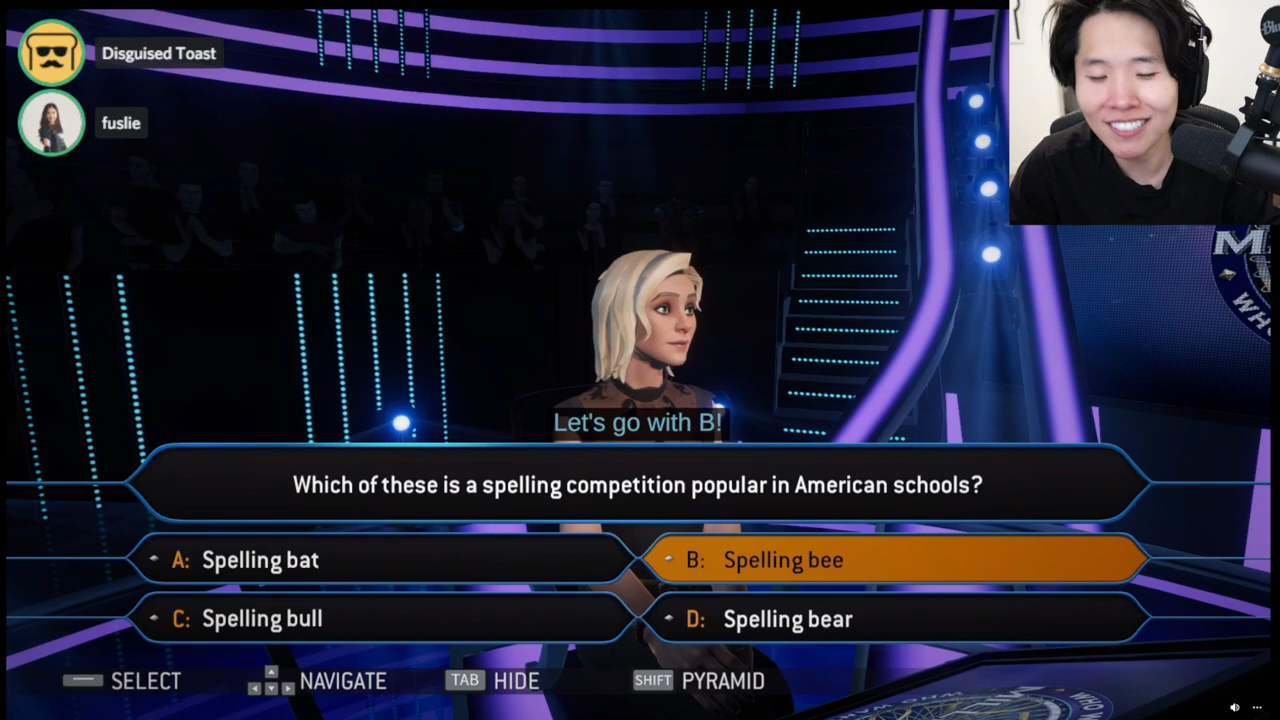 Disguised Toast
fuslie
Let's go with B!
Which of these is a spelling competition popular in American schools?
A: Spelling bat
B: Spelling bee
C: Spelling bull
D: Spelling bear
SELECT
NAVIGATE
TAB HIDE
SHIFT PYRAMID